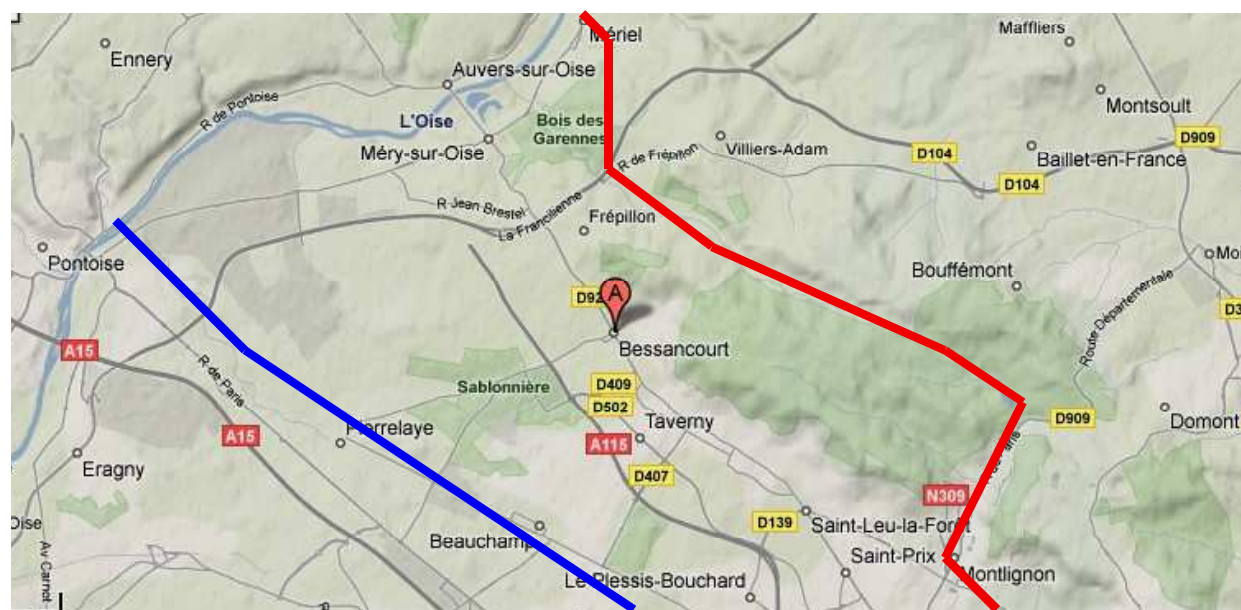 Mériel
Maffliers
Ennery
Auvers-sur-Oise
Montsoult
R de Pontoise
L'Oise
Bois des
Garennes
D909
Méry-sur-Oise
Villiers-Adam
D104
Baillet-en-France
R de Frépillon
D104
R Jean Brestel
La Francilienne
Frépillon
Pontoise
Bouffémont
Route Départementale
A
Bessancourt
A15
R de Paris
Sablonnière
D409
D502
D909
Domont
Taverny
Pierrelaye
A15
A115
Eragny
D407
N309
D139
Saint-Leu-la-Forêt
Beauchamp
Saint-Prix
Montlignon
Le Plessis-Bouchard
Av Carnot